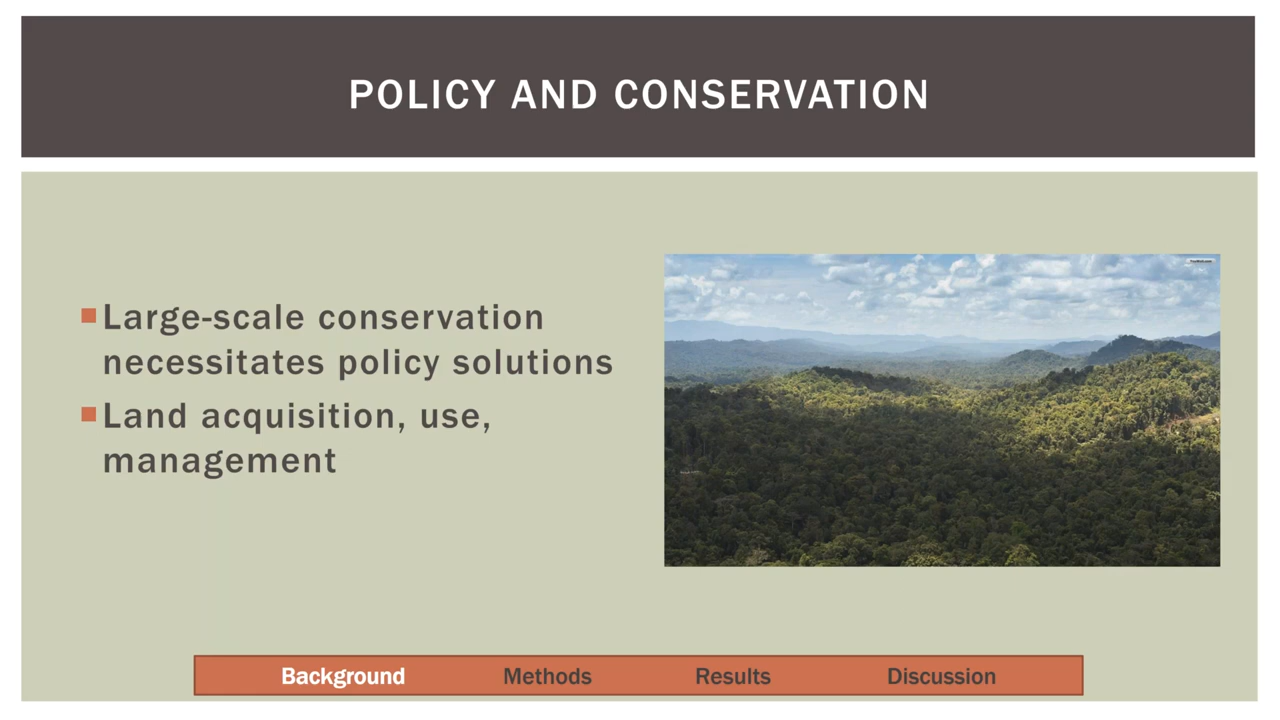 POLICY AND CONSERVATION
Large-scale conservation
necessitates policy solutions
Land acquisition, use,
management
Background Methods Results Discussion